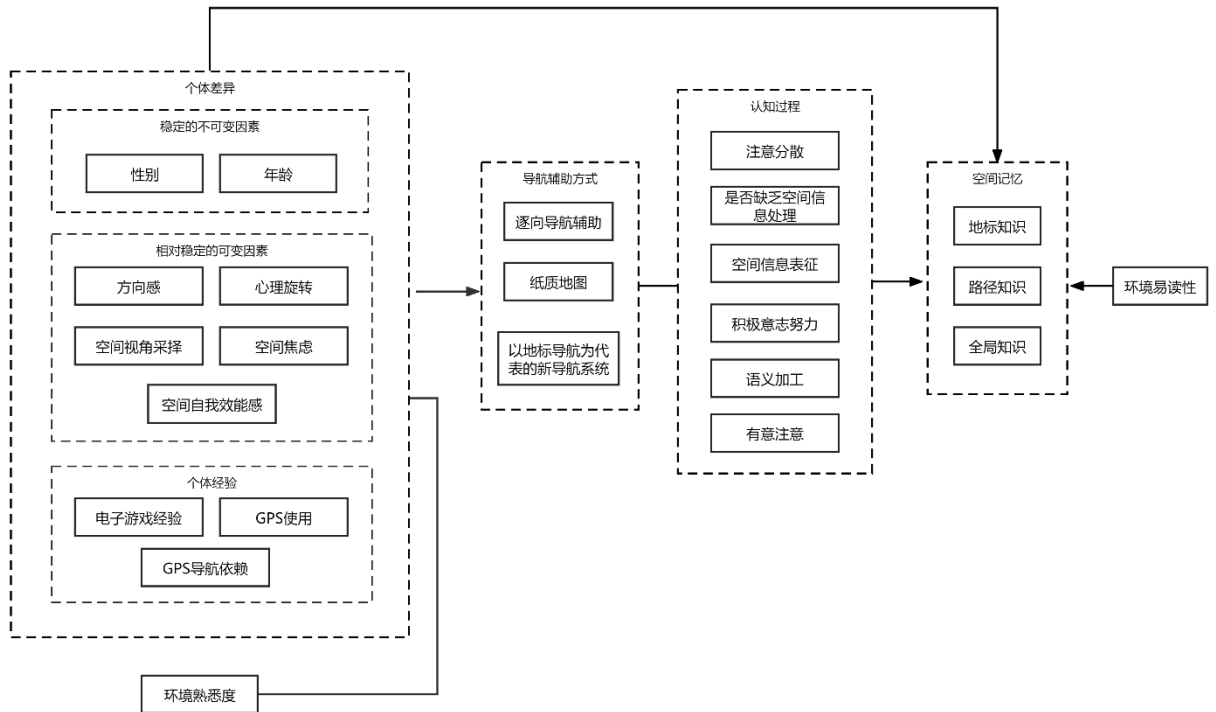 个体差异
稳定的不可变因素
性别
年龄
相对稳定的可变因素
方向感
心理旋转
空间视角采择
空间焦虑
空间自我效能感
个体经验
电子游戏经验
GPS使用
GPS导航依赖
环境熟悉度
导航辅助方式
逐向导航辅助
纸质地图
以地标导航为代
表的新导航系统
认知过程
注意分散
是否缺乏空间信
息处理
空间信息表征
积极意志努力
语义加工
有意注意
空间记忆
地标知识
路径知识
全局知识
环境易读性